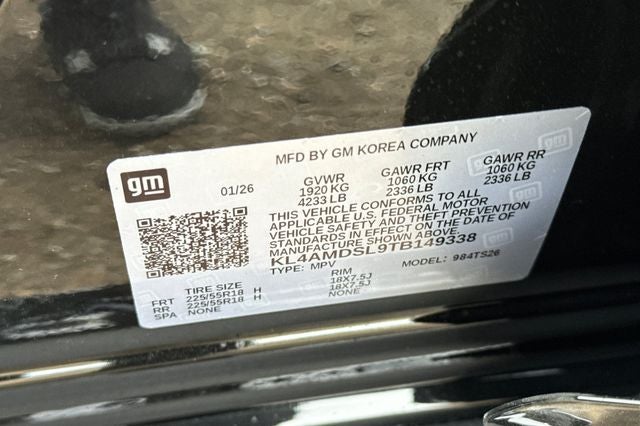 MFD BY GM KOREA COMPANY
gm
01/26
GVWR
1920 KG
4233 LB
GAWR FRT
1060 KG
2336 LB
GAWR RR
1060 KG
2336 LB
THIS VEHICLE CONFORMS TO ALL
APPLICABLE U.S. FEDERAL MOTOR
VEHICLE SAFETY AND THEFT PREVENTION
STANDARDS IN EFFECT ON THE DATE OF
MANUFACTURE SHOWN ABOVE
KL4AMDSL9TB149338
TYPE: MPV
MODEL: 984TS26
TIRE SIZE
RIM
FRT 225/55R18 H 18X7.5J
RR 225/55R18 H 18X7.5J
SPA NONE NONE